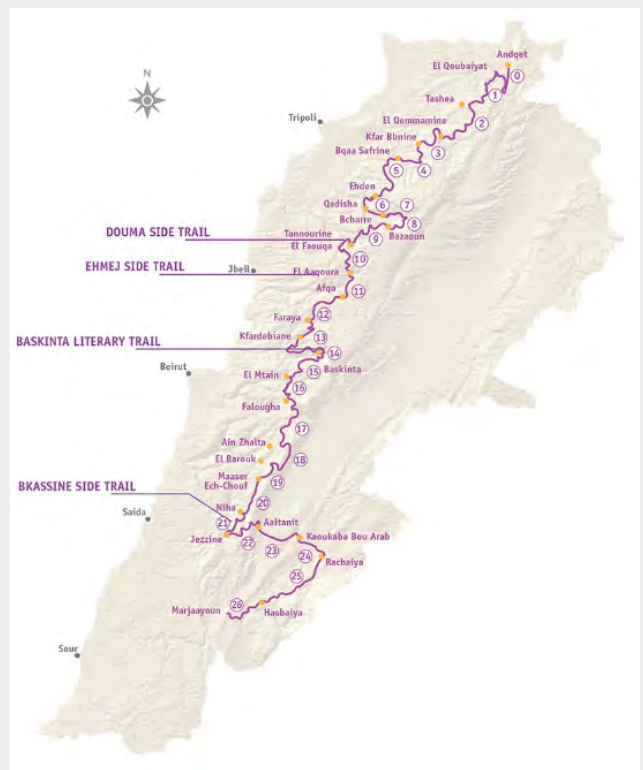 Andqet
El Qoubaiyat
0
1
N
Tashea
2
Tripoli
El Qemmamine
Kfar Bbnine
3
Bqaa Safrine
5
4
Ehden
Qadisha
6
7
Bcharre
8
DOUMA SIDE TRAIL
Tannourine
El Faouqa
9
Bazaoun
10
EHMEJ SIDE TRAIL
Jbeil
El Aaqoura
Afqa
11
12
Faraya
Kfardebiane
13
BASKINTA LITERARY TRAIL
14
Baskinta
Beirut
15
El Mtain
16
Falougha
17
Ain Zhalta
18
El Barouk
Maaser
Ech-Chouf
19
BKASSINE SIDE TRAIL
20
Niha
Saida
21
Aaitanit
Jezzine
22
Kaoukaba Bou Arab
23
24
Rachaiya
25
26
Marjaayoun
Hasbaiya
Sour